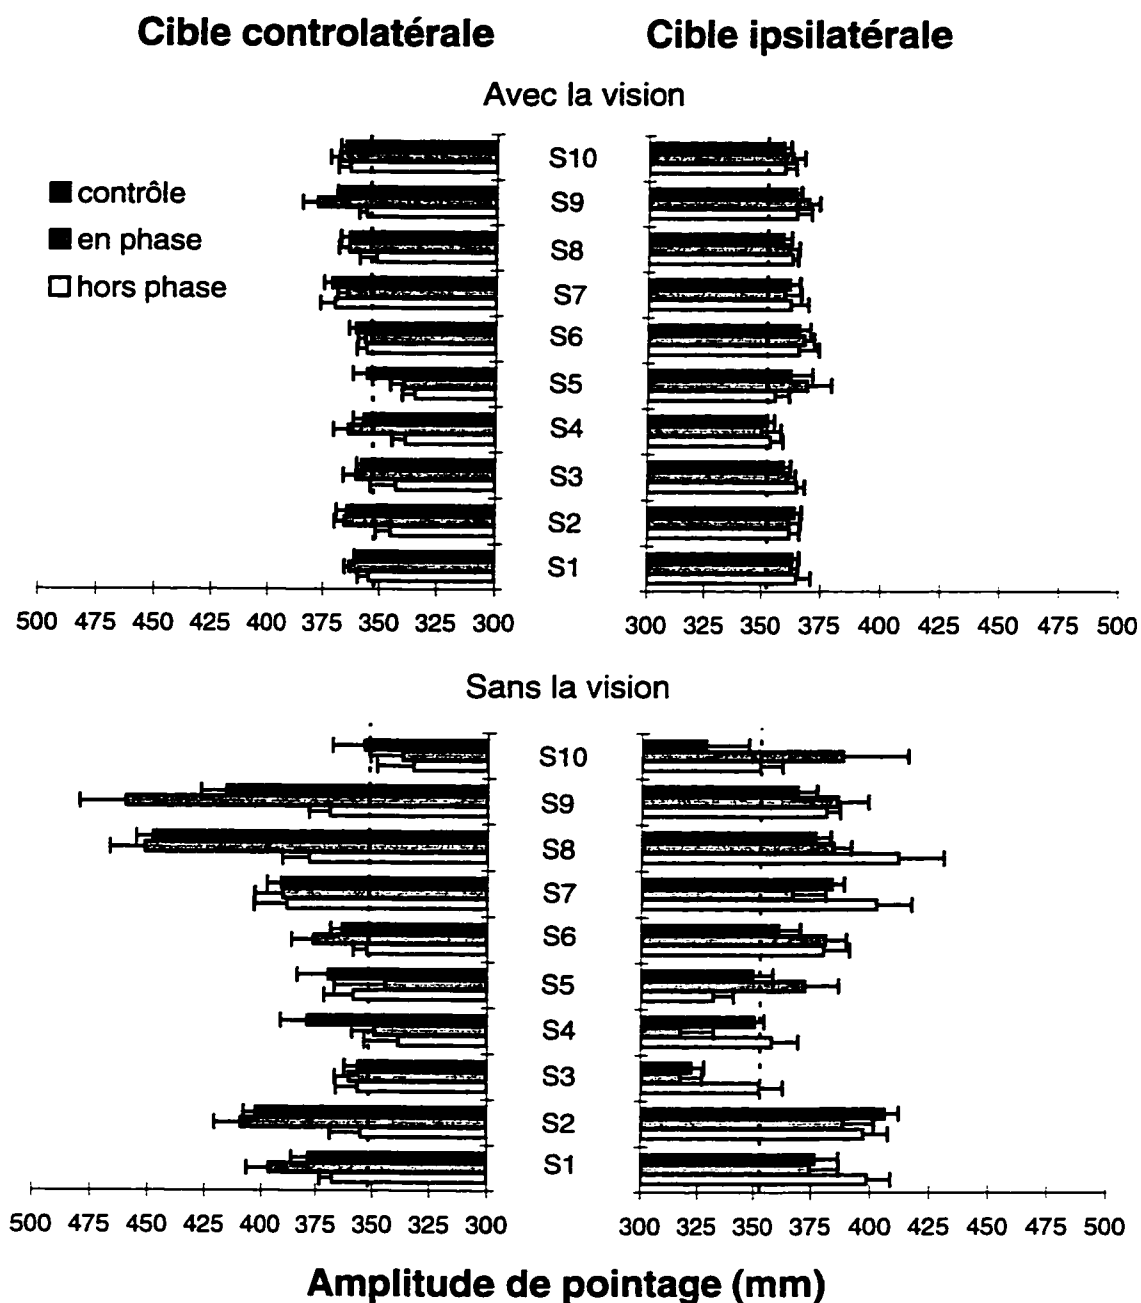 Cible controlatérale Cible ipsilatérale
Avec la vision
contrôle
en phase
hors phase
S10
S9
S8
S7
S6
S5
S4
S3
S2
S1
500 475 450 425 400 375 350 325 300 300 325 350 375 400 425 450 475 500
Sans la vision
S10
S9
S8
S7
S6
S5
S4
S3
S2
S1
500 475 450 425 400 375 350 325 300 300 325 350 375 400 425 450 475 500
Amplitude de pointage (mm)